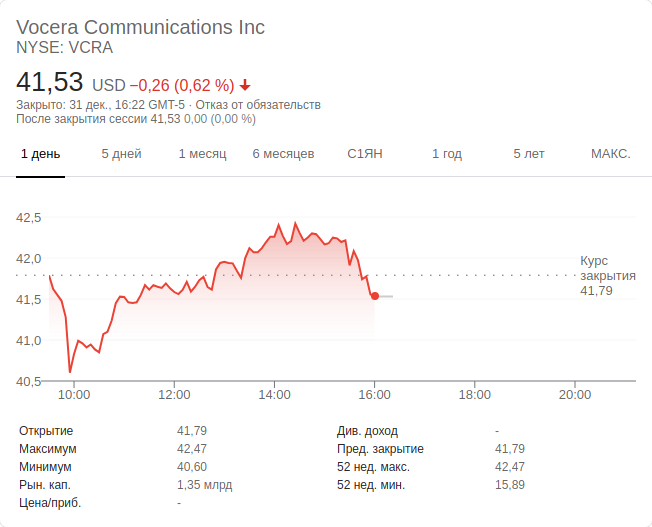 Vocera Communications Inc
NYSE: VCRA
41,53 USD −0,26 (0,62 %)
Закрыто: 31 дек., 16:22 GMT-5 · Отказ от обязательств
После закрытия сессии 41,53 0,00 (0,00 %)
1 день 5 дней 1 месяц 6 месяцев С1ЯН 1 год 5 лет МАКС.
42,5
42,0
41,5
41,0
40,5
Курс
закрытия
41,79
10:00 12:00 14:00 16:00 18:00 20:00
Открытие 41,79
Максимум 42,47
Минимум 40,60
Рын. кап. 1,35 млрд
Цена/приб. -
Див. доход -
Пред. закрытие 41,79
52 нед. макс. 42,47
52 нед. мин. 15,89